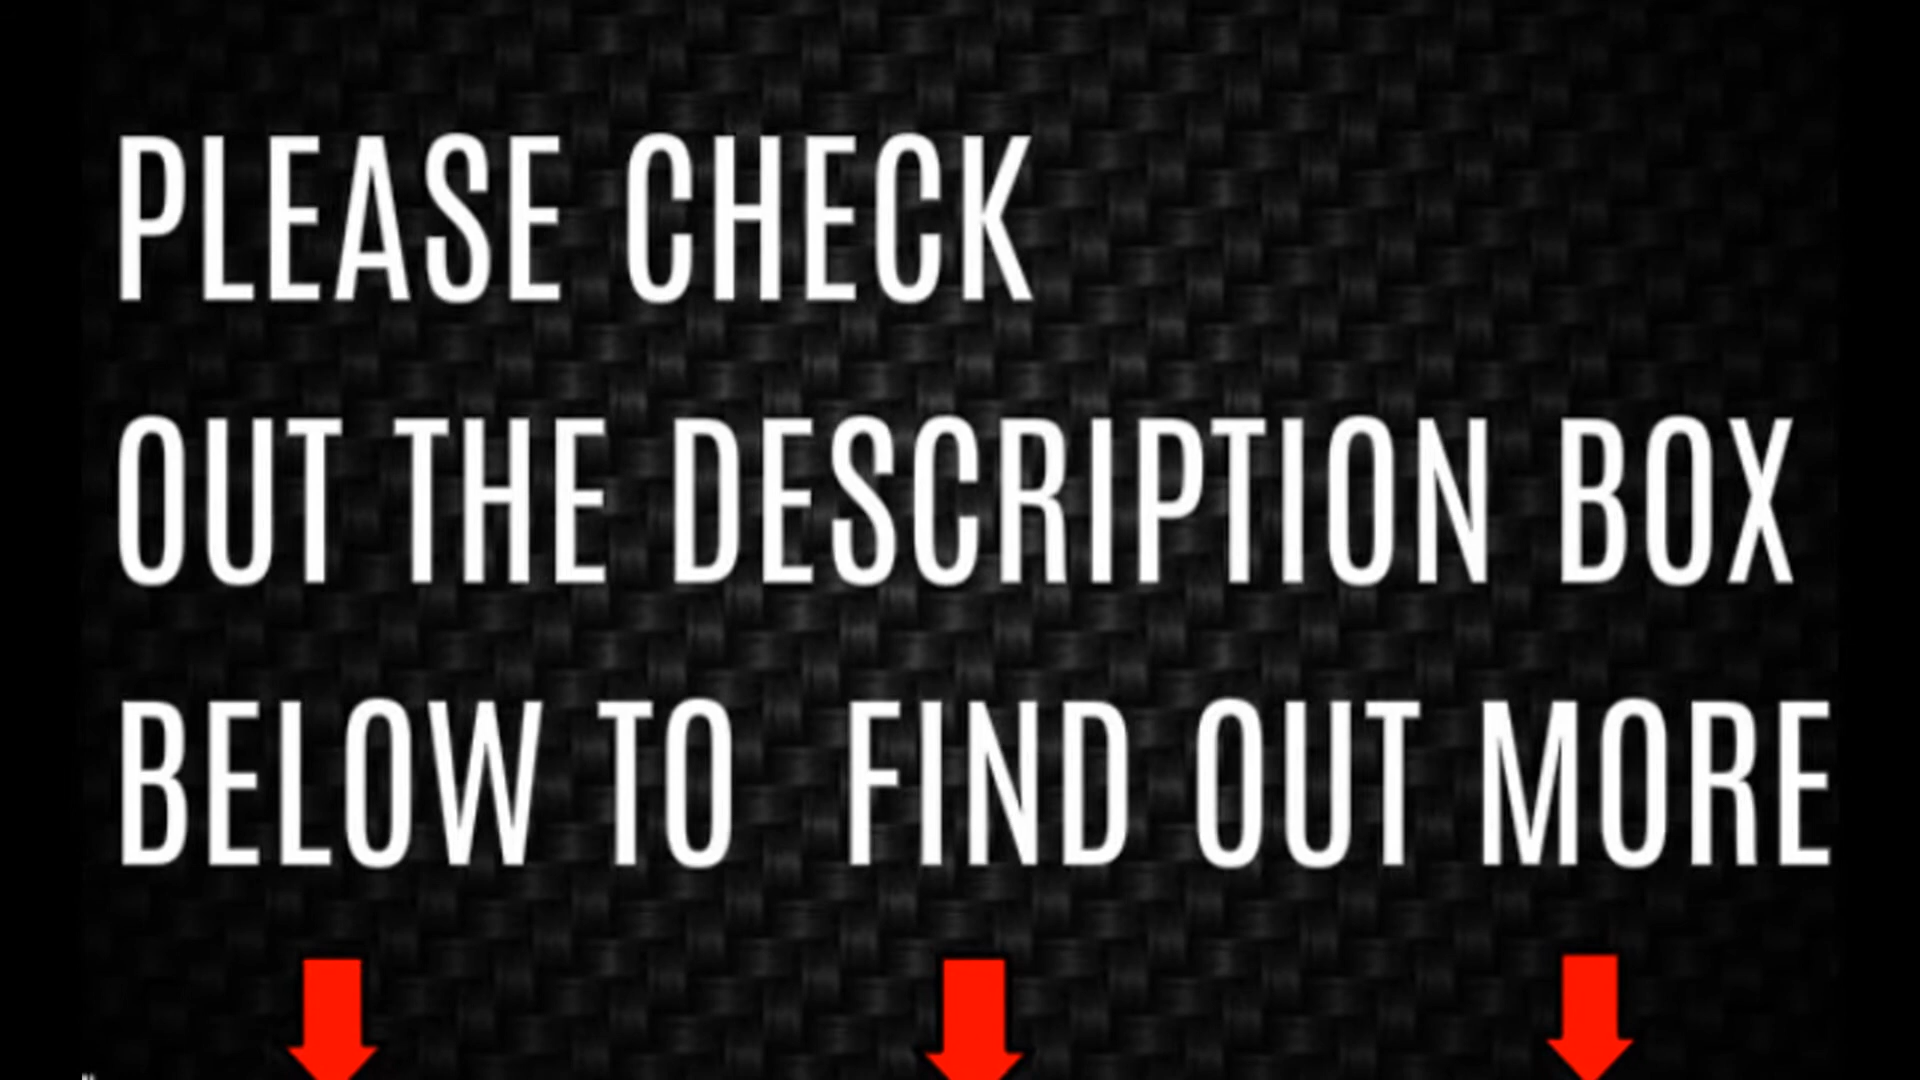 PLEASE CHECK
OUT THE DESCRIPTION BOX
BELOW TO FIND OUT MORE